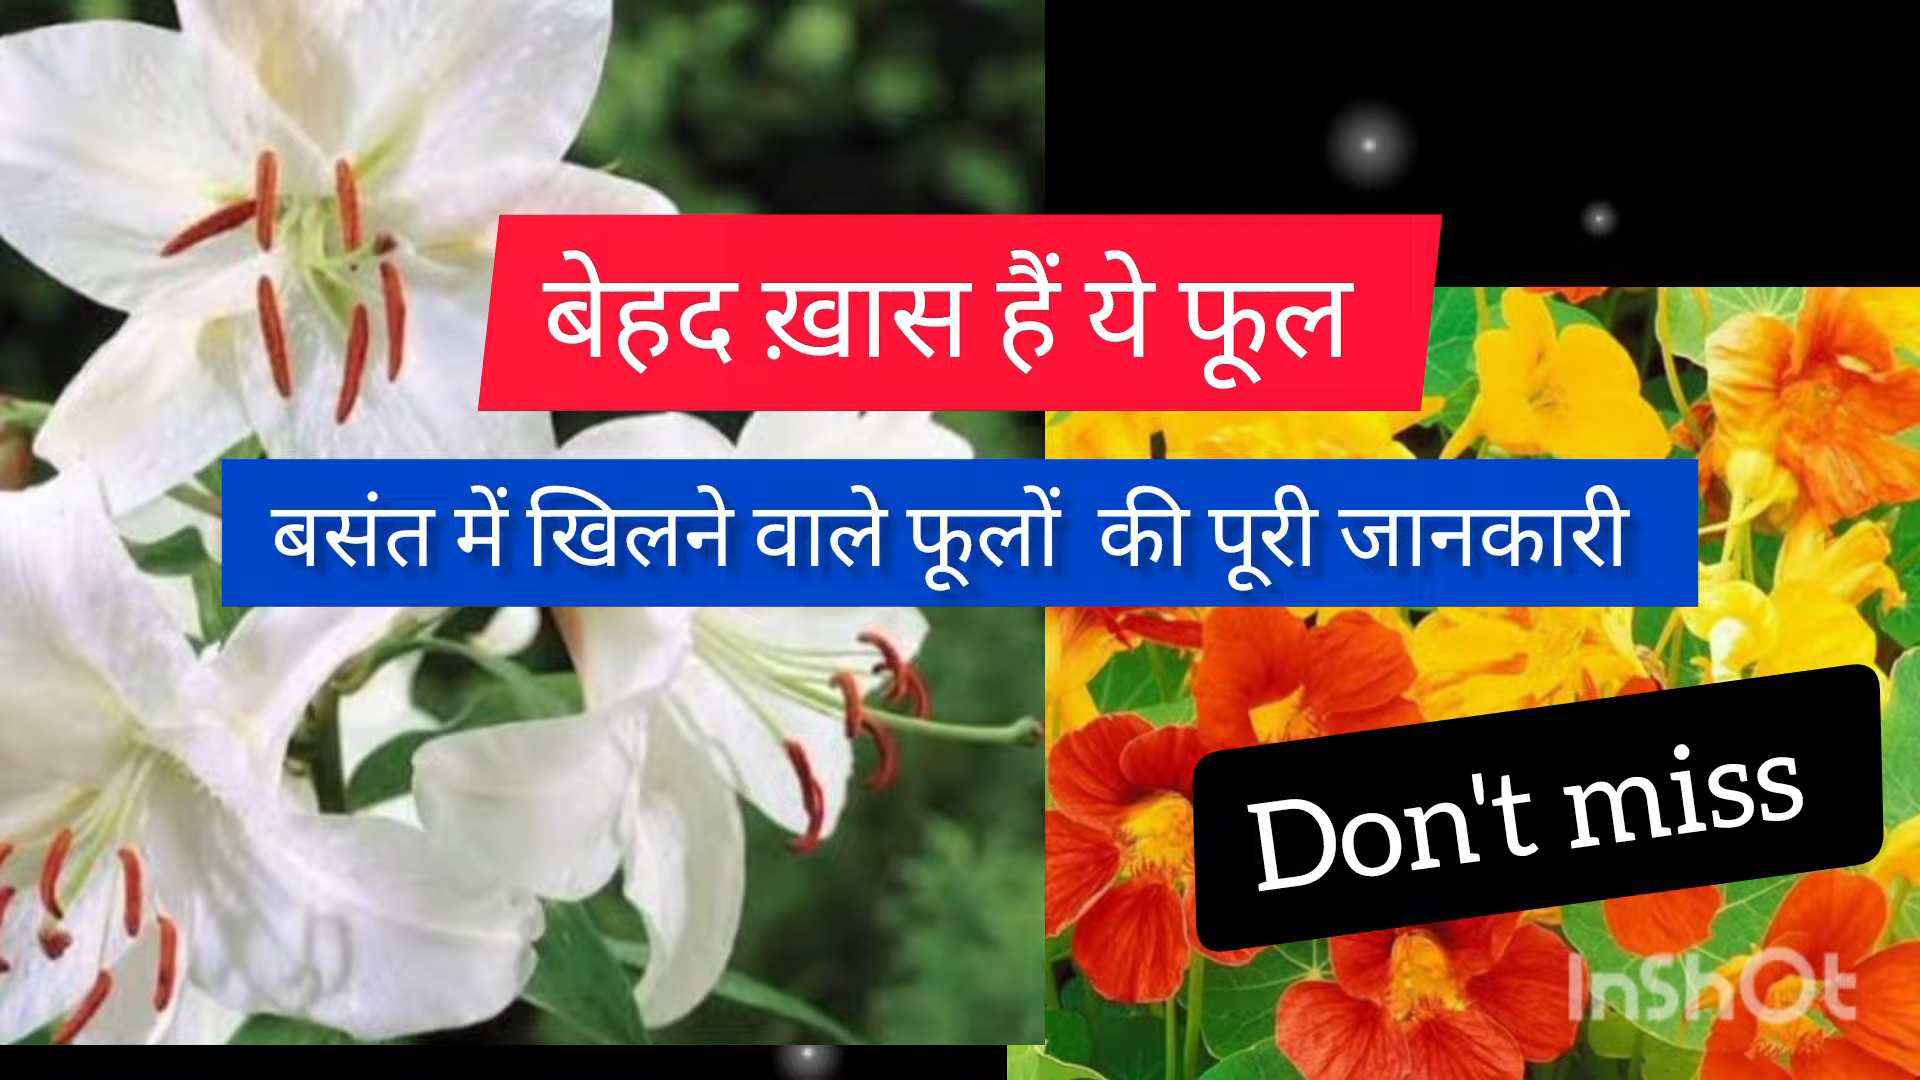 बेहद ख़ास हैं ये फूल
बसंत में खिलने वाले फूलों की पूरी जानकारी
Don't miss
InShOt